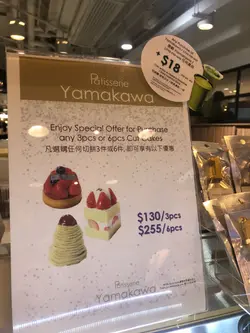 Patisserie
Yamakawa
$18
Enjoy Special Offer for Purchase
any 3pcs or 6pcs Cut Cakes
凡選購任何切餅3件或6件, 即可享有以下優惠
$130/3pcs
$255/6pcs
Patisserie
Yamakawa